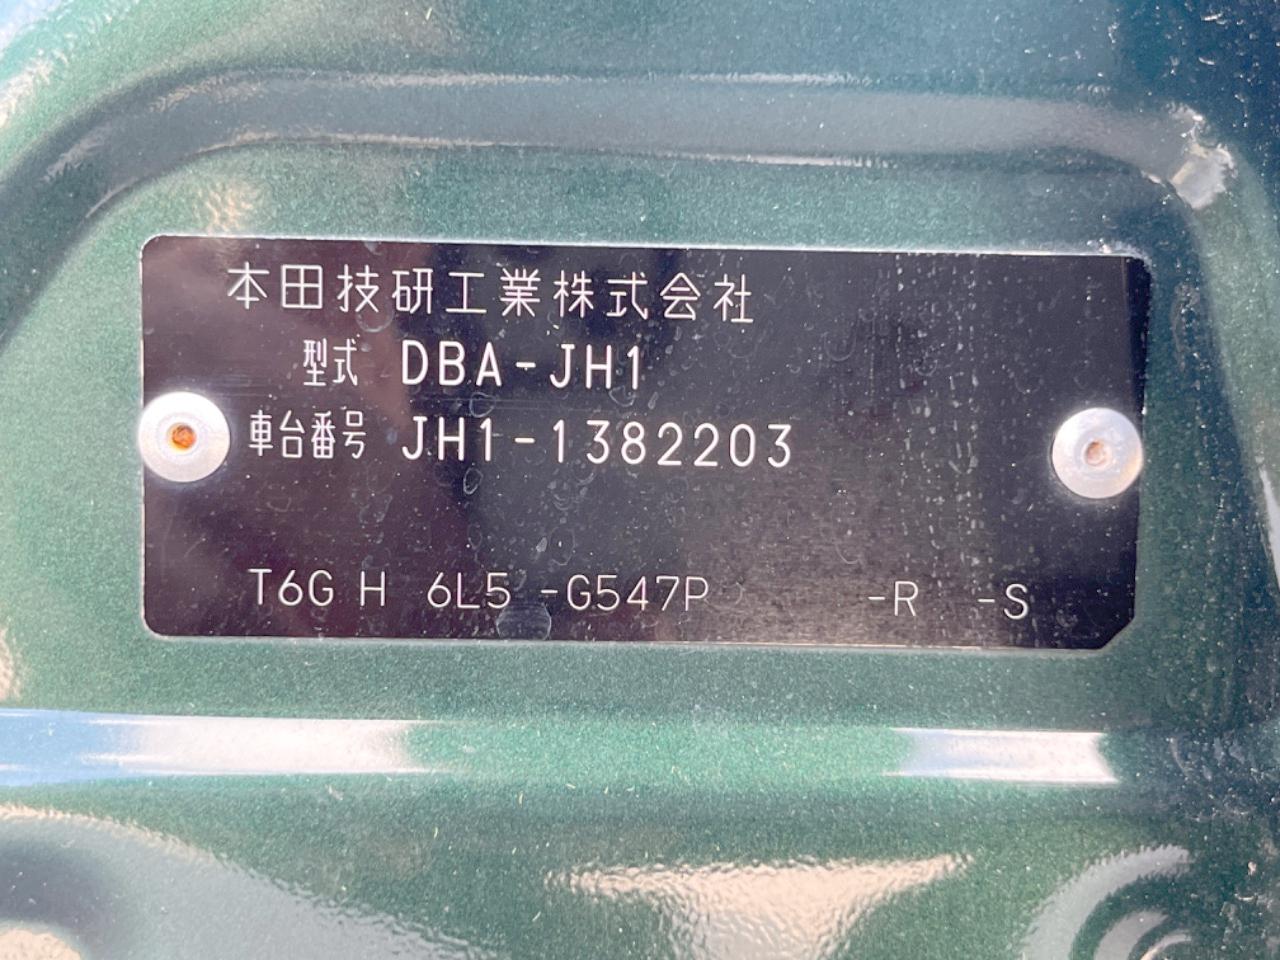 本田技研工業株式会社
型式 DBA-JH1
車台番号 JH1-1382203
T6G H 6L5 -G547P -R -S